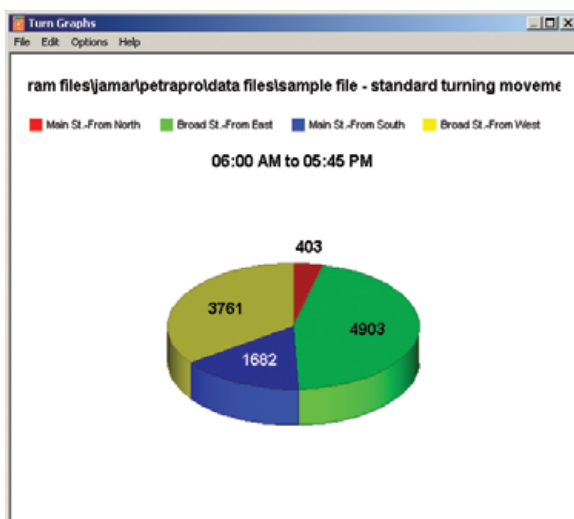 Turn Graphs
File Edit Options Help
ram files\jamar\petrapro\data files\sample file - standard turning moveme
Main St.-From North Broad St.-From East Main St.-From South Broad St.-From West
06:00 AM to 05:45 PM
403
3761
4903
1682